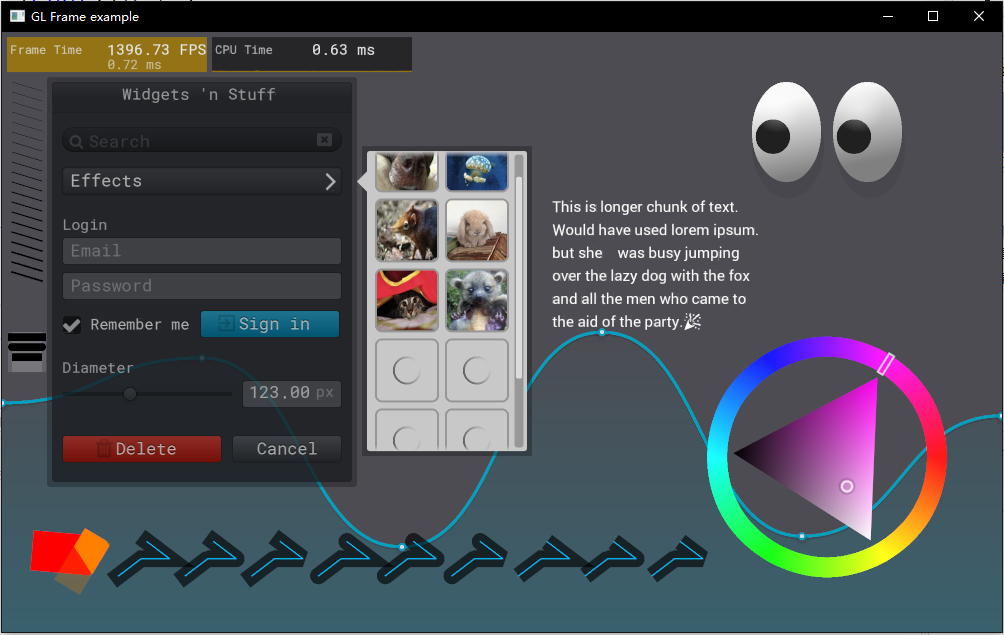 GL Frame example
Frame Time 1396.73 FPS
0.72 ms
CPU Time 0.63 ms
Widgets 'n Stuff
Search
Effects
Login
Email
Password
Remember me
Sign in
Diameter
123.00 px
Delete
Cancel
This is longer chunk of text.
Would have used lorem ipsum.
but she was busy jumping
over the lazy dog with the fox
and all the men who came to
the aid of the party.🎉